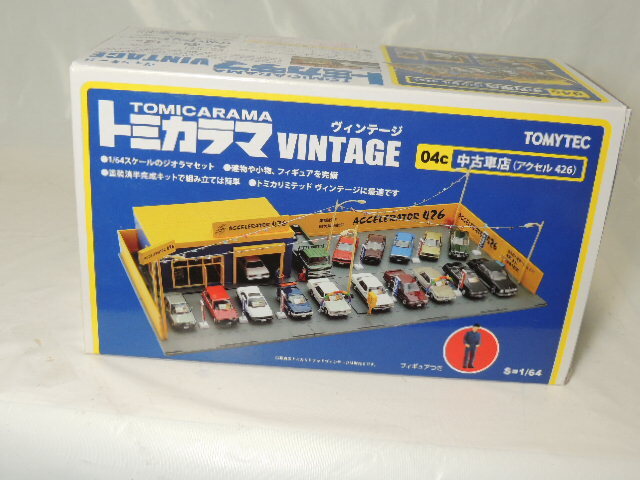 TOMICARAMA
トミカラマ VINTAGE
ヴィンテージ
TOMYTEC
04c 中古車店 (アクセル 426)
●1/64スケールのジオラマセット ●建物や小物、フィギュアを完備
●塗装済半完成キットで組み立ては簡単 ●トミカリミテッド ヴィンテージに最適です
ACCELERATOR 426
ACCELERATOR 426
フィギュアつき
S=1/64
VINTAGE